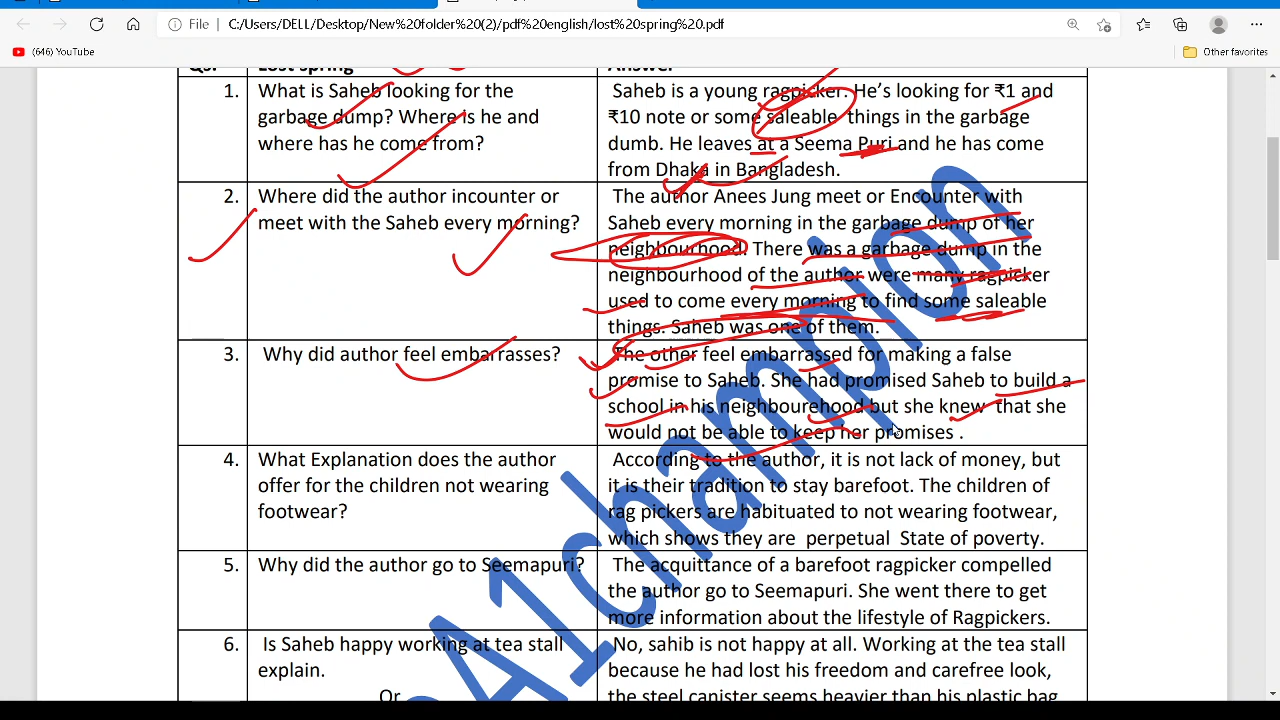 File C:/Users/DELL/Desktop/New%20folder%20(2)/pdf%20english/lost%20spring%20.pdf
(646) YouTube
Other favorites
Qs. Lost spring Answer
1. What is Saheb looking for the
garbage dump? Where is he and
where has he come from?
Saheb is a young ragpicker. He's looking for ₹1 and
₹10 note or some saleable things in the garbage
dumb. He leaves at a Seema Puri and he has come
from Dhaka in Bangladesh.
2. Where did the author incounter or
meet with the Saheb every morning?
The author Anees Jung meet or Encounter with
Saheb every morning in the garbage dump of her
neighbourhood. There was a garbage dump in the
neighbourhood of the author were many ragpicker
used to come every morning to find some saleable
things. Saheb was one of them.
3. Why did author feel embarrasses?
The other feel embarrassed for making a false
promise to Saheb. She had promised Saheb to build a
school in his neighbourehood but she knew that she
would not be able to keep her promises .
4. What Explanation does the author
offer for the children not wearing
footwear?
According to the author, it is not lack of money, but
it is their tradition to stay barefoot. The children of
rag pickers are habituated to not wearing footwear,
which shows they are perpetual State of poverty.
5. Why did the author go to Seemapuri?
The acquittance of a barefoot ragpicker compelled
the author go to Seemapuri. She went there to get
more information about the lifestyle of Ragpickers.
6. Is Saheb happy working at tea stall
explain.
Or
No, sahib is not happy at all. Working at the tea stall
because he had lost his freedom and carefree look,
the steel canister seems heavier than his plastic bag
A1champion